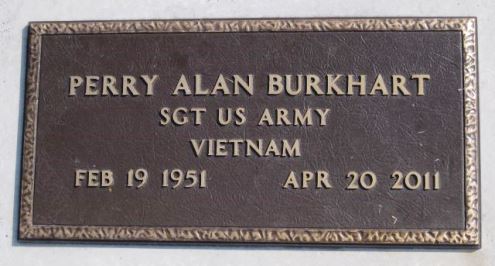 PERRY ALAN BURKHART
SGT US ARMY
VIETNAM
FEB 19 1951 APR 20 2011